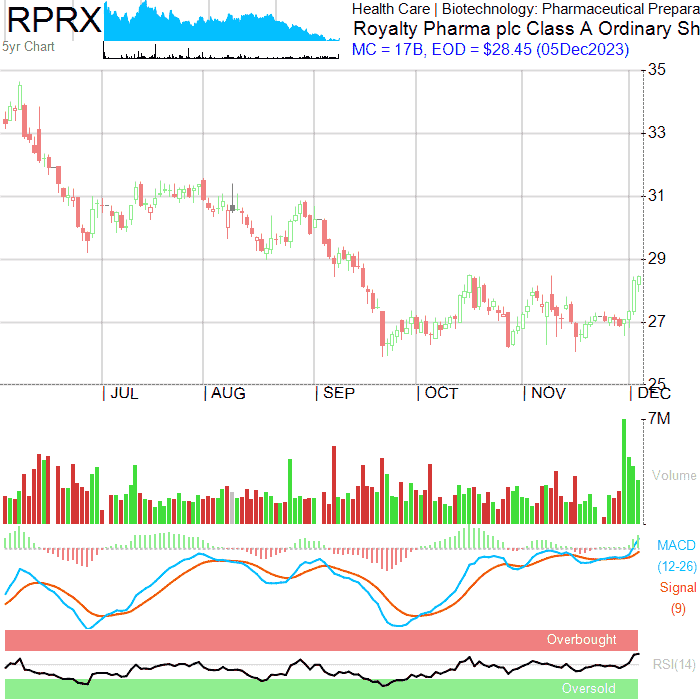 RPRX
5yr Chart
Health Care | Biotechnology: Pharmaceutical Prepara
Royalty Pharma plc Class A Ordinary Sh
MC = 17B, EOD = $28.45 (05Dec2023)
35
33
31
29
27
25
| JUL | AUG | SEP | OCT | NOV | DEC
7M
Volume
MACD
(12-26)
Signal
(9)
Overbought
RSI(14)
Oversold